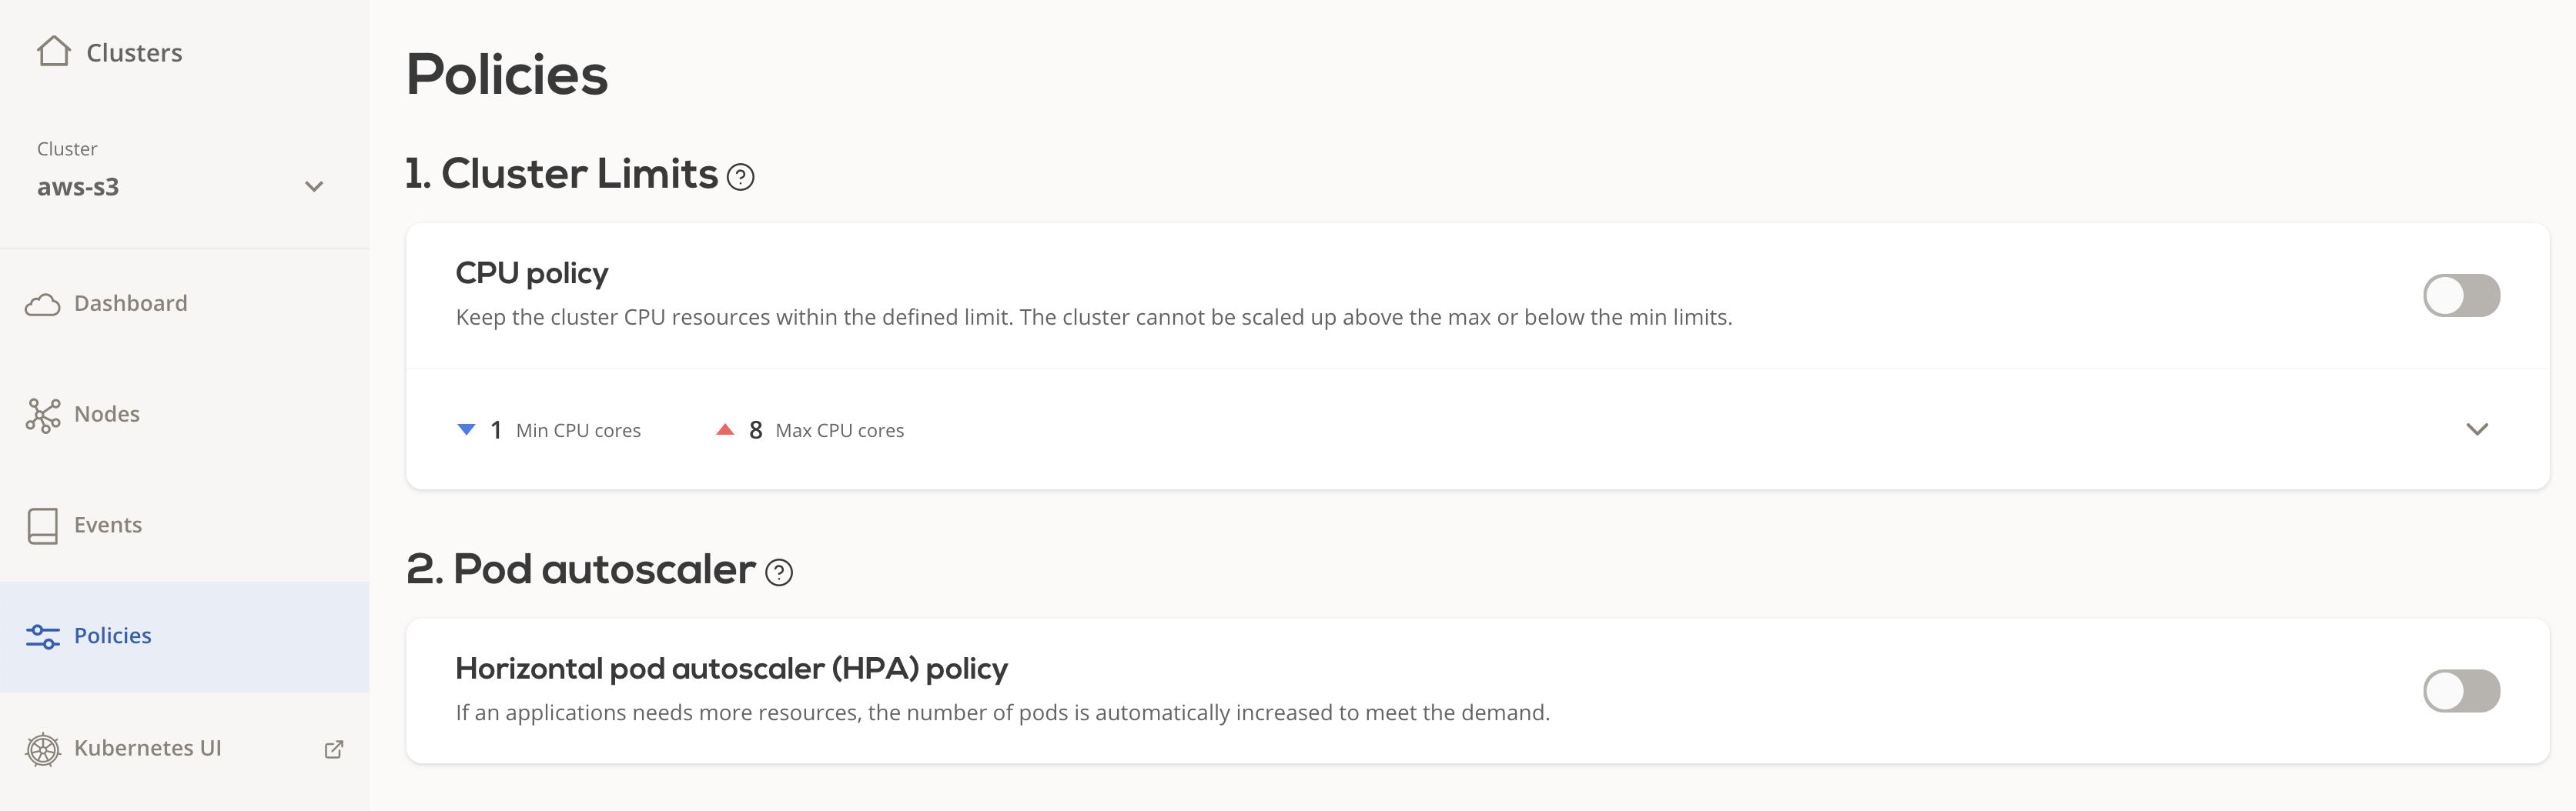 Clusters
Cluster
aws-s3
Dashboard
Nodes
Events
Policies
Kubernetes UI
Policies
1. Cluster Limits ?
CPU policy
Keep the cluster CPU resources within the defined limit. The cluster cannot be scaled up above the max or below the min limits.
1 Min CPU cores 8 Max CPU cores
2. Pod autoscaler ?
Horizontal pod autoscaler (HPA) policy
If an applications needs more resources, the number of pods is automatically increased to meet the demand.